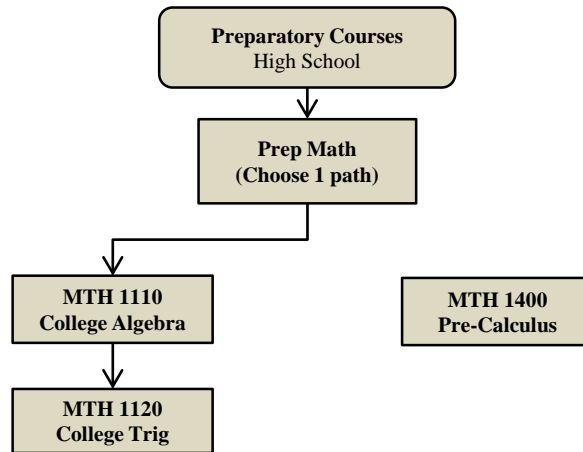 Preparatory Courses
High School
Prep Math
(Choose 1 path)
MTH 1110
College Algebra
MTH 1400
Pre-Calculus
MTH 1120
College Trig